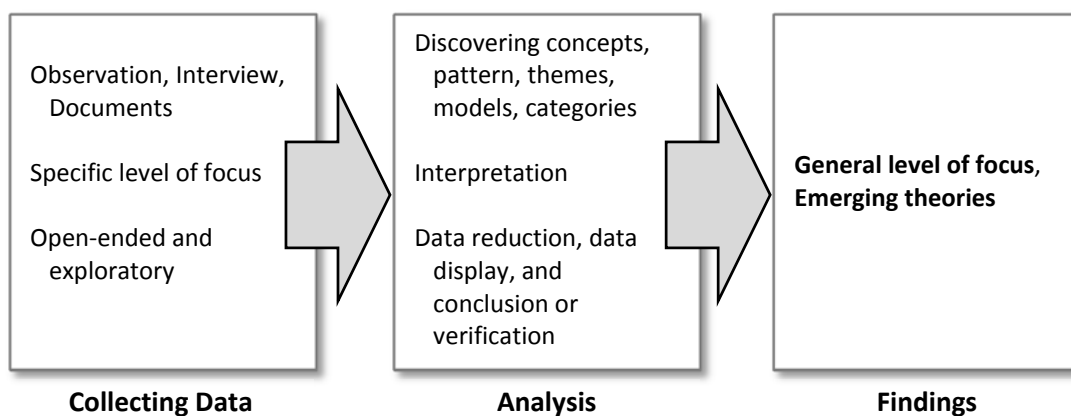 Observation, Interview,
Documents
Specific level of focus
Open-ended and
exploratory
Collecting Data
Discovering concepts,
pattern, themes,
models, categories
Interpretation
Data reduction, data
display, and
conclusion or
verification
Analysis
General level of focus,
Emerging theories
Findings